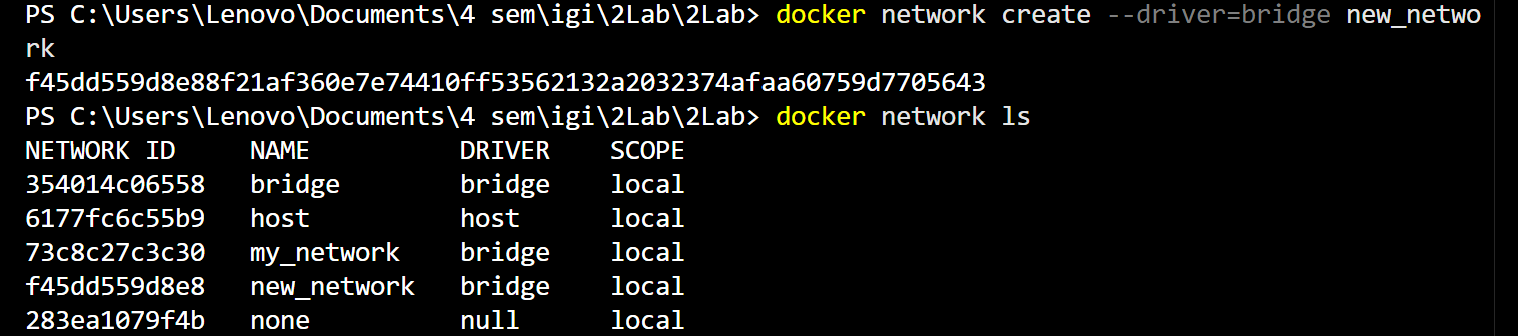 PS C:\Users\Lenovo\Documents\4 sem\igi\2Lab\2Lab> docker network create --driver=bridge new_netwo
rk
f45dd559d8e88f21af360e7e74410ff53562132a2032374afaa60759d7705643
PS C:\Users\Lenovo\Documents\4 sem\igi\2Lab\2Lab> docker network ls
NETWORK ID     NAME          DRIVER    SCOPE
354014c06558   bridge        bridge    local
6177fc6c55b9   host          host      local
73c8c27c3c30   my_network    bridge    local
f45dd559d8e8   new_network   bridge    local
283ea1079f4b   none          null      local